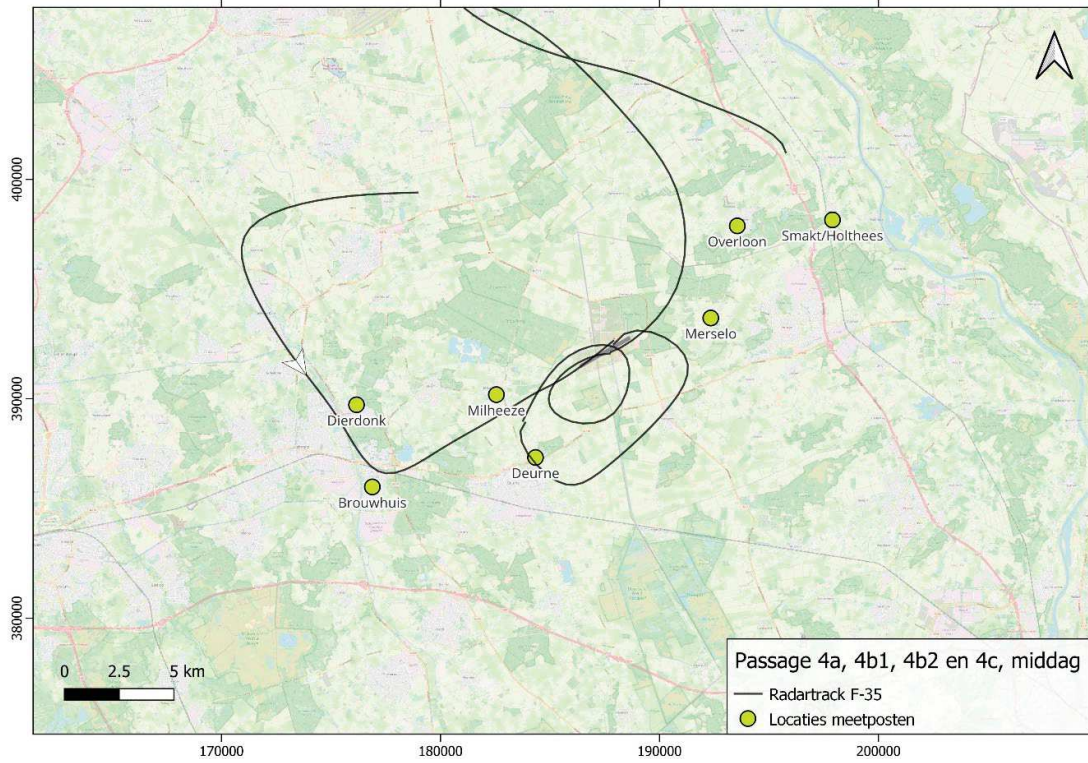 400000
390000
380000
Overloon
Smakt/Holthees
Merselo
Dierdonk
Milheeze
Deurne
Brouwhuis
0 2.5 5 km
Passage 4a, 4b1, 4b2 en 4c, middag
Radartrack F-35
Locaties meetposten
170000 180000 190000 200000